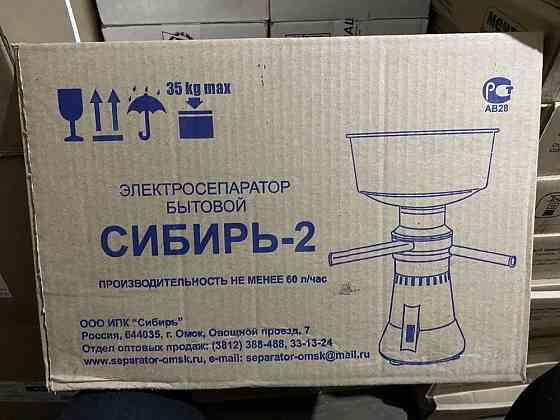 35 kg max
РСТ
АВ28
ЭЛЕКТРОСЕПАРАТОР
БЫТОВОЙ
СИБИРЬ-2
ПРОИЗВОДИТЕЛЬНОСТЬ НЕ МЕНЕЕ 60 л/час
ООО ИПК "Сибирь"
Россия, 644035, г. Омск, Овощной проезд, 7
Отдел оптовых продаж: (3812) 388-488, 33-13-24
www.separator-omsk.ru, e-mail: separator-omsk@mail.ru